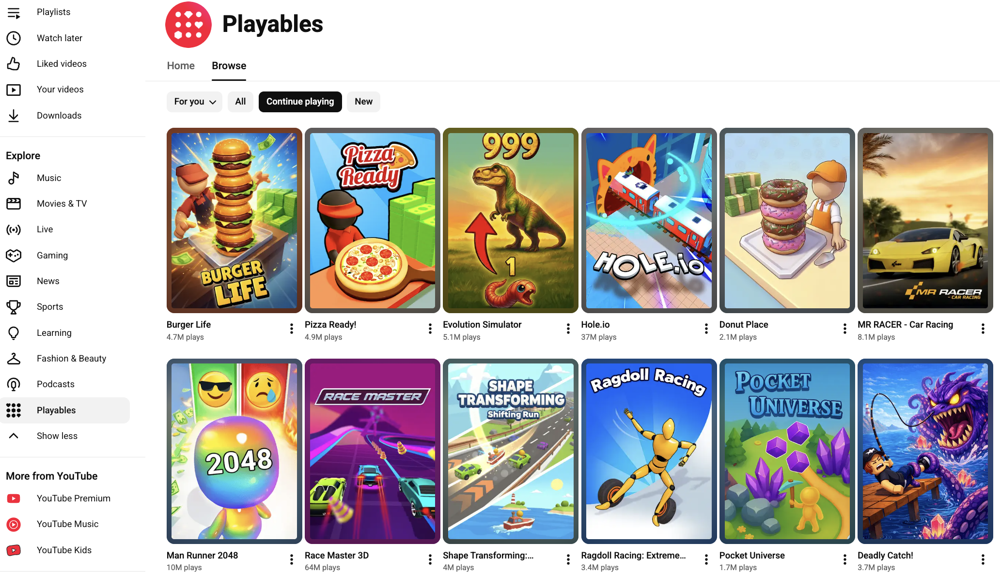 Playlists
Watch later
Liked videos
Your videos
Downloads
Explore
Music
Movies & TV
Live
Gaming
News
Sports
Learning
Fashion & Beauty
Podcasts
Playables
Show less
More from YouTube
YouTube Premium
YouTube Music
YouTube Kids
Playables
Home Browse
For you All Continue playing New
BURGER
LIFE
Pizza
Ready
999
1
HOLE.io
MR RACER
- CAR RACING
Burger Life
4.7M plays
Pizza Ready!
4.9M plays
Evolution Simulator
5.1M plays
Hole.io
37M plays
Donut Place
2.1M plays
MR RACER - Car Racing
8.1M plays
2048
RACE MASTER
SHAPE
TRANSFORMING
Shifting Run
Ragdoll Racing
POCKET
UNIVERSE
Man Runner 2048
10M plays
Race Master 3D
64M plays
Shape Transforming:...
4M plays
Ragdoll Racing: Extreme...
3.4M plays
Pocket Universe
1.7M plays
Deadly Catch!
3.7M plays